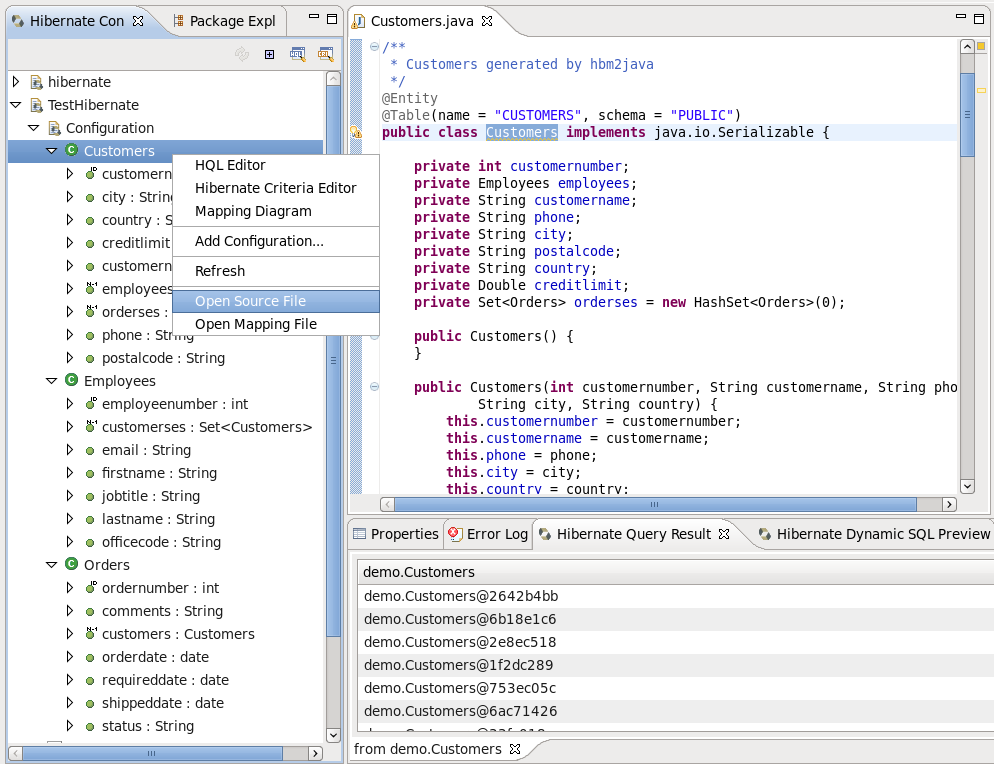 Hibernate Con
Package Expl
hibernate
TestHibernate
Configuration
Customers
customern
city : String
country : S
creditlimit
customern
employees
orderses :
phone : String
postalcode : String
Employees
employeenumber : int
customerses : Set<Customers>
email : String
firstname : String
jobtitle : String
lastname : String
officecode : String
Orders
ordernumber : int
comments : String
customers : Customers
orderdate : date
requireddate : date
shippeddate : date
status : String
HQL Editor
Hibernate Criteria Editor
Mapping Diagram
Add Configuration...
Refresh
Open Source File
Open Mapping File
Customers.java
/**
* Customers generated by hbm2java
*/
@Entity
@Table(name = "CUSTOMERS", schema = "PUBLIC")
public class Customers implements java.io.Serializable {
private int customernumber;
private Employees employees;
private String customername;
private String phone;
private String city;
private String postalcode;
private String country;
private Double creditlimit;
private Set<Orders> orderses = new HashSet<Orders>(0);
public Customers() {
}
public Customers(int customernumber, String customername, String pho
String city, String country) {
this.customernumber = customernumber;
this.customername = customername;
this.phone = phone;
this.city = city;
this.country = country;
Properties
Error Log
Hibernate Query Result
Hibernate Dynamic SQL Preview
demo.Customers
demo.Customers@2642b4bb
demo.Customers@6b18e1c6
demo.Customers@2e8ec518
demo.Customers@1f2dc289
demo.Customers@753ec05c
demo.Customers@6ac71426
from demo.Customers